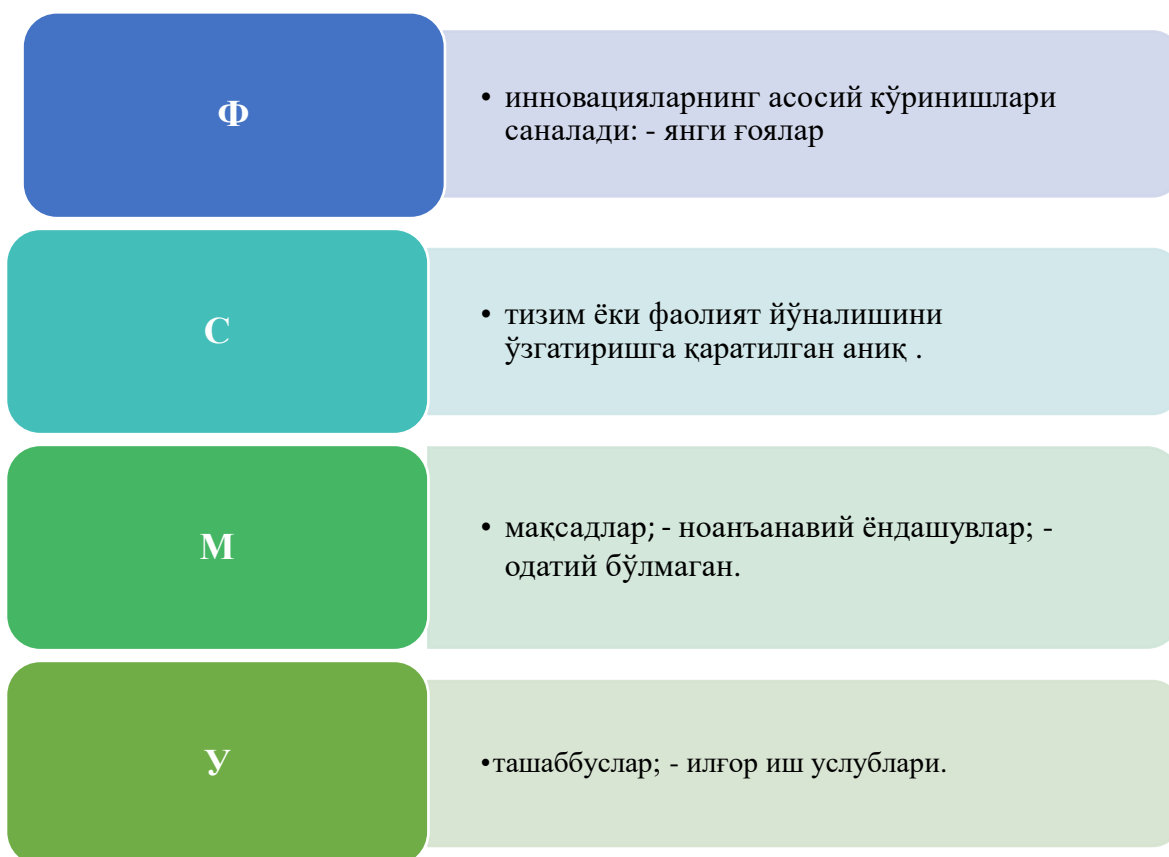 Ф
• инновацияларнинг асосий кўринишлари
саналади: - янги ғоялар
С
• тизим ёки фаолият йўналишини
ўзгатиришга қаратилган аниқ .
М
• мақсадлар; - ноанъанавий ёндашувлар; -
одатий бўлмаган.
У
•ташаббуслар; - илғор иш услублари.